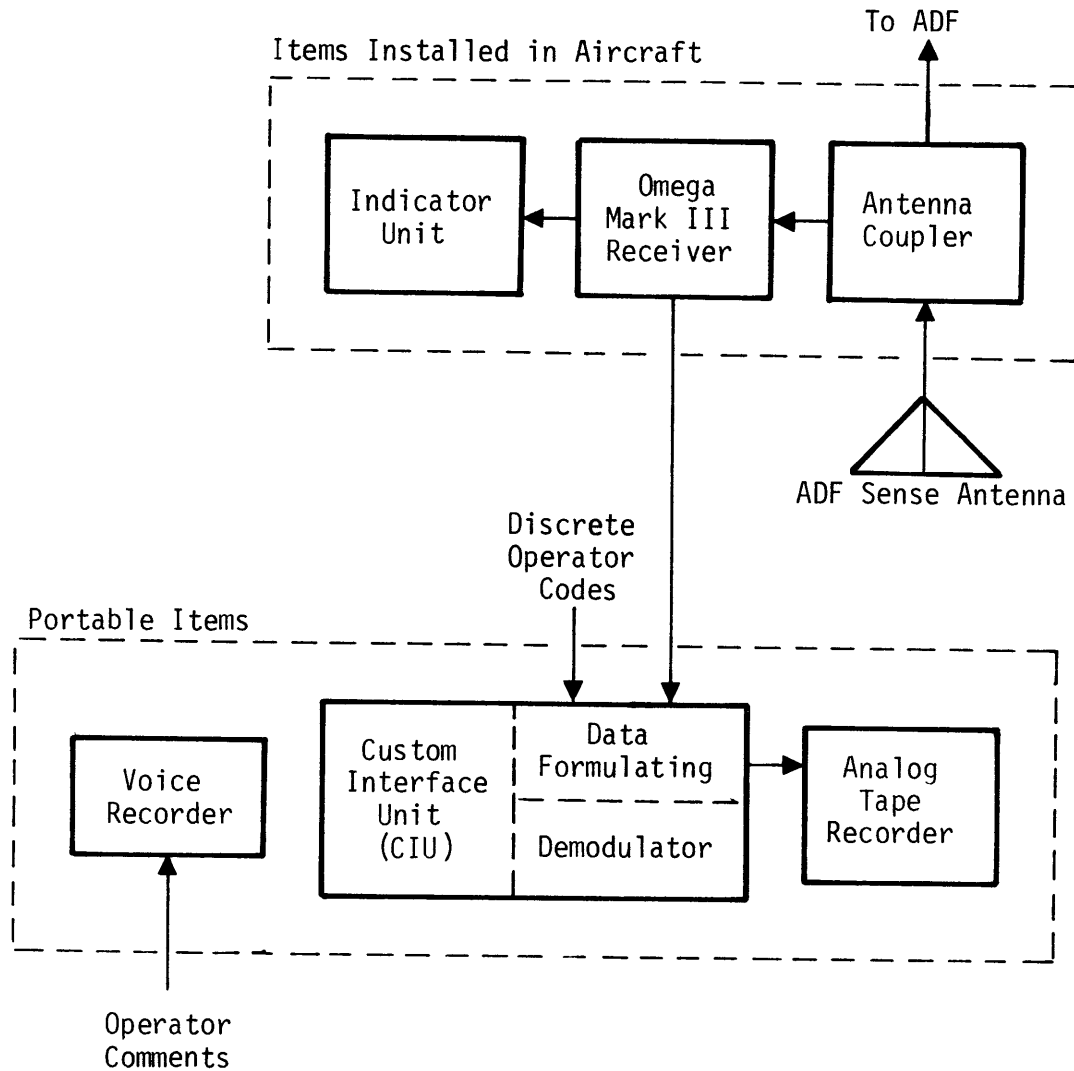 To ADF
Items Installed in Aircraft
Indicator
Unit
Omega
Mark III
Receiver
Antenna
Coupler
ADF Sense Antenna
Discrete
Operator
Codes
Portable Items
Voice
Recorder
Custom
Interface
Unit
(CIU)
Data
Formulating
Demodulator
Analog
Tape
Recorder
Operator
Comments